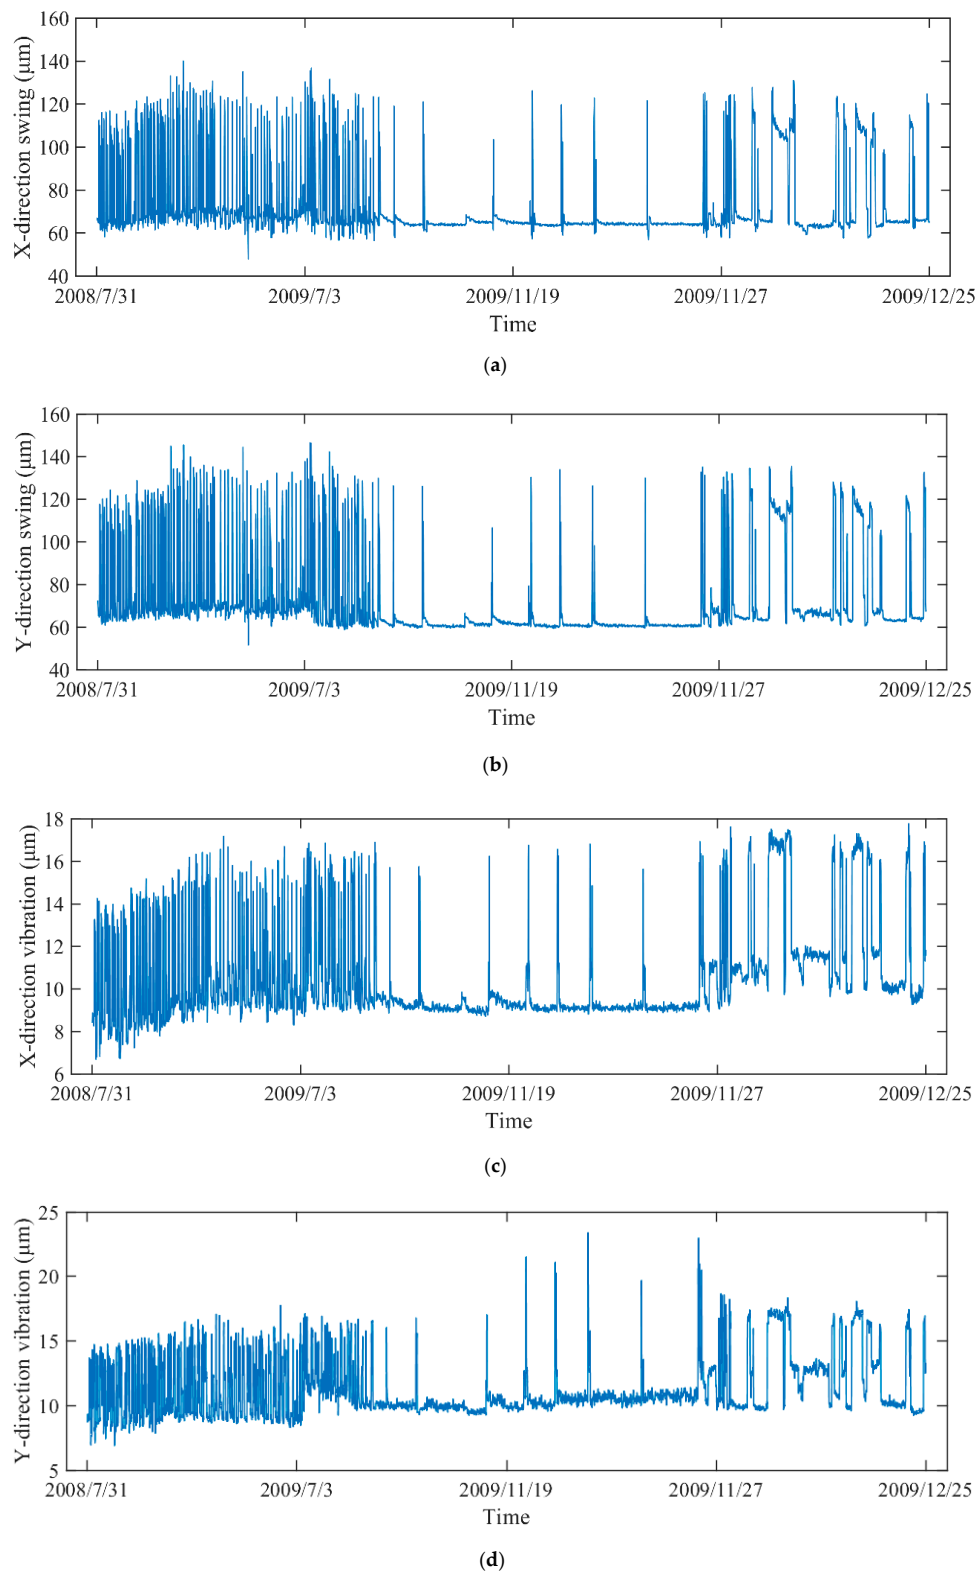 160
140
120
100
80
60
40
X-direction swing (μm)
2008/7/31 2009/7/3 2009/11/19 2009/11/27 2009/12/25
Time
(a)
160
140
120
100
80
60
40
Y-direction swing (μm)
2008/7/31 2009/7/3 2009/11/19 2009/11/27 2009/12/25
Time
(b)
18
16
14
12
10
8
6
X-direction vibration (μm)
2008/7/31 2009/7/3 2009/11/19 2009/11/27 2009/12/25
Time
(c)
25
20
15
10
5
Y-direction vibration (μm)
2008/7/31 2009/7/3 2009/11/19 2009/11/27 2009/12/25
Time
(d)